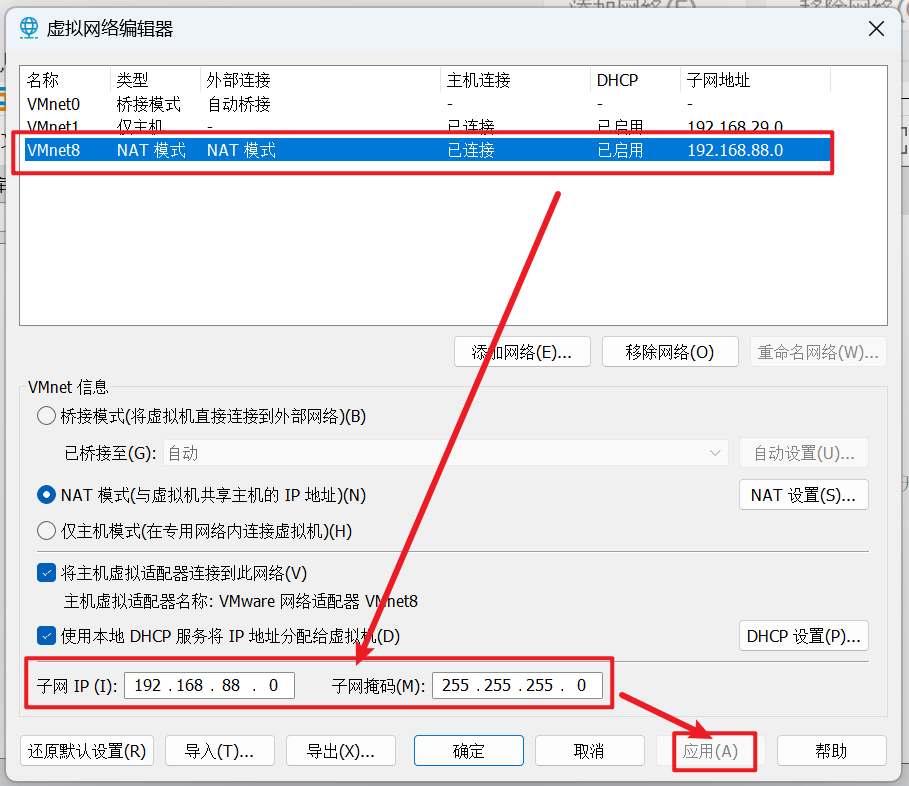 虚拟网络编辑器
名称 类型 外部连接 主机连接 DHCP 子网地址
VMnet0 桥接模式 自动桥接 - - -
VMnet1 仅主机... - 已连接 已启用 192.168.29.0
VMnet8 NAT 模式 NAT 模式 已连接 已启用 192.168.88.0
添加网络(E)... 移除网络(O) 重命名网络(W)...
VMnet 信息
桥接模式(将虚拟机直接连接到外部网络)(B)
已桥接至(G): 自动 自动设置(U)...
NAT 模式(与虚拟机共享主机的 IP 地址)(N) NAT 设置(S)...
仅主机模式(在专用网络内连接虚拟机)(H)
将主机虚拟适配器连接到此网络(V)
主机虚拟适配器名称: VMware 网络适配器 VMnet8
使用本地 DHCP 服务将 IP 地址分配给虚拟机(D) DHCP 设置(P)...
子网 IP (I): 192 . 168 . 88 . 0 子网掩码(M): 255 . 255 . 255 . 0
还原默认设置(R) 导入(T)... 导出(X)... 确定 取消 应用(A) 帮助